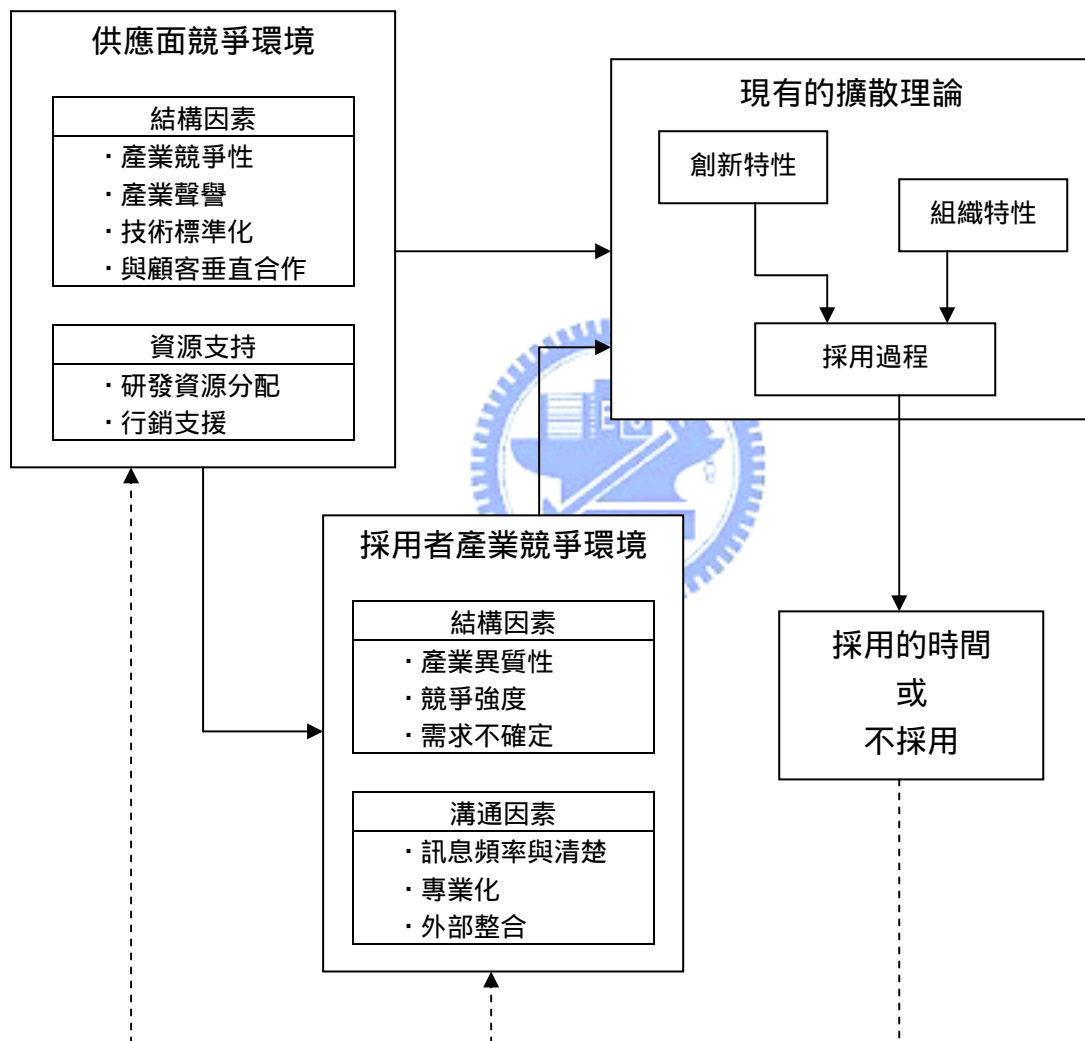 供應面競爭環境
結構因素
・產業競爭性
・產業聲譽
・技術標準化
・與顧客垂直合作
資源支持
・研發資源分配
・行銷支援
現有的擴散理論
創新特性
組織特性
採用過程
採用者產業競爭環境
結構因素
・產業異質性
・競爭強度
・需求不確定
溝通因素
・訊息頻率與清楚
・專業化
・外部整合
採用的時間
或
不採用